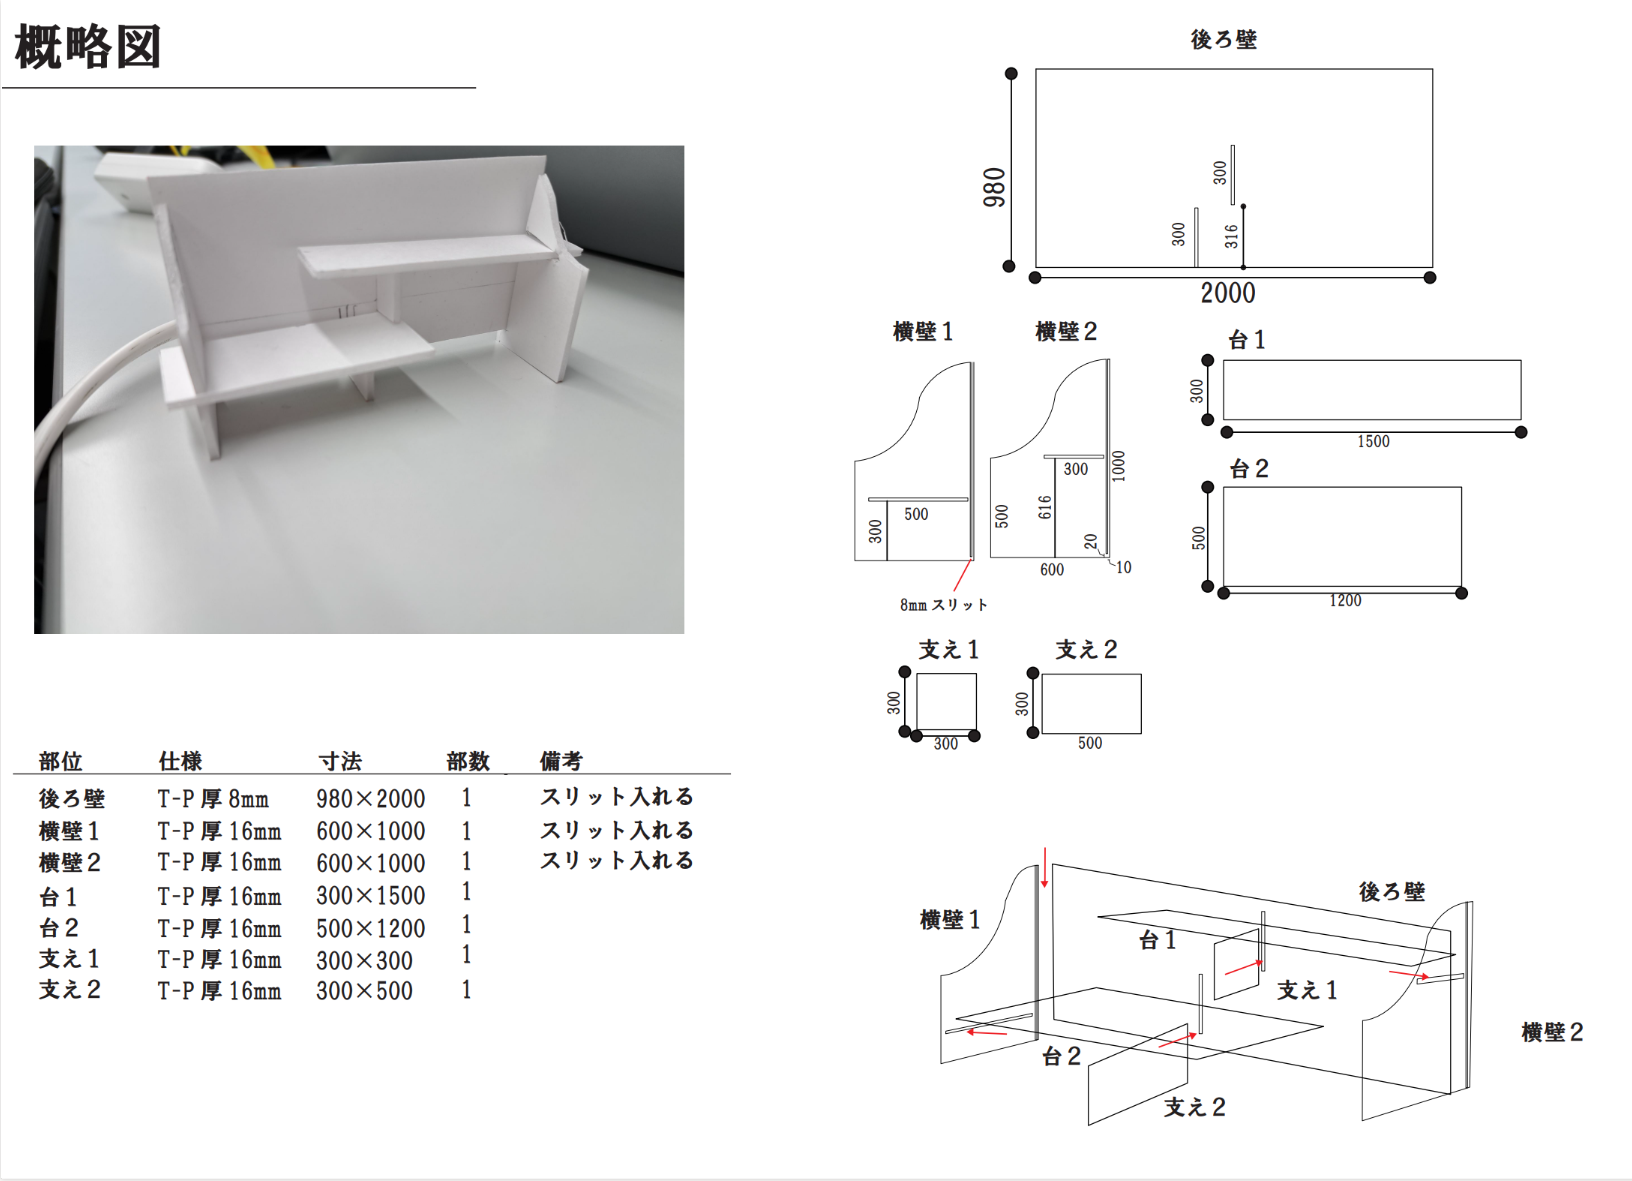 概略図
後ろ壁
980
300
300
316
2000
横壁1
横壁2
500
300
8mm スリット
300
616
500
1000
20
10
600
台1
300
1500
台2
500
1200
支え1
300
300
支え2
300
500
部位 仕様 寸法 部数 備考
後ろ壁 T-P 厚 8mm 980×2000 1 スリット入れる
横壁1 T-P 厚 16mm 600×1000 1 スリット入れる
横壁2 T-P 厚 16mm 600×1000 1 スリット入れる
台1 T-P 厚 16mm 300×1500 1
台2 T-P 厚 16mm 500×1200 1
支え1 T-P 厚 16mm 300×300 1
支え2 T-P 厚 16mm 300×500 1
横壁1
後ろ壁
台1
支え1
横壁2
台2
支え2